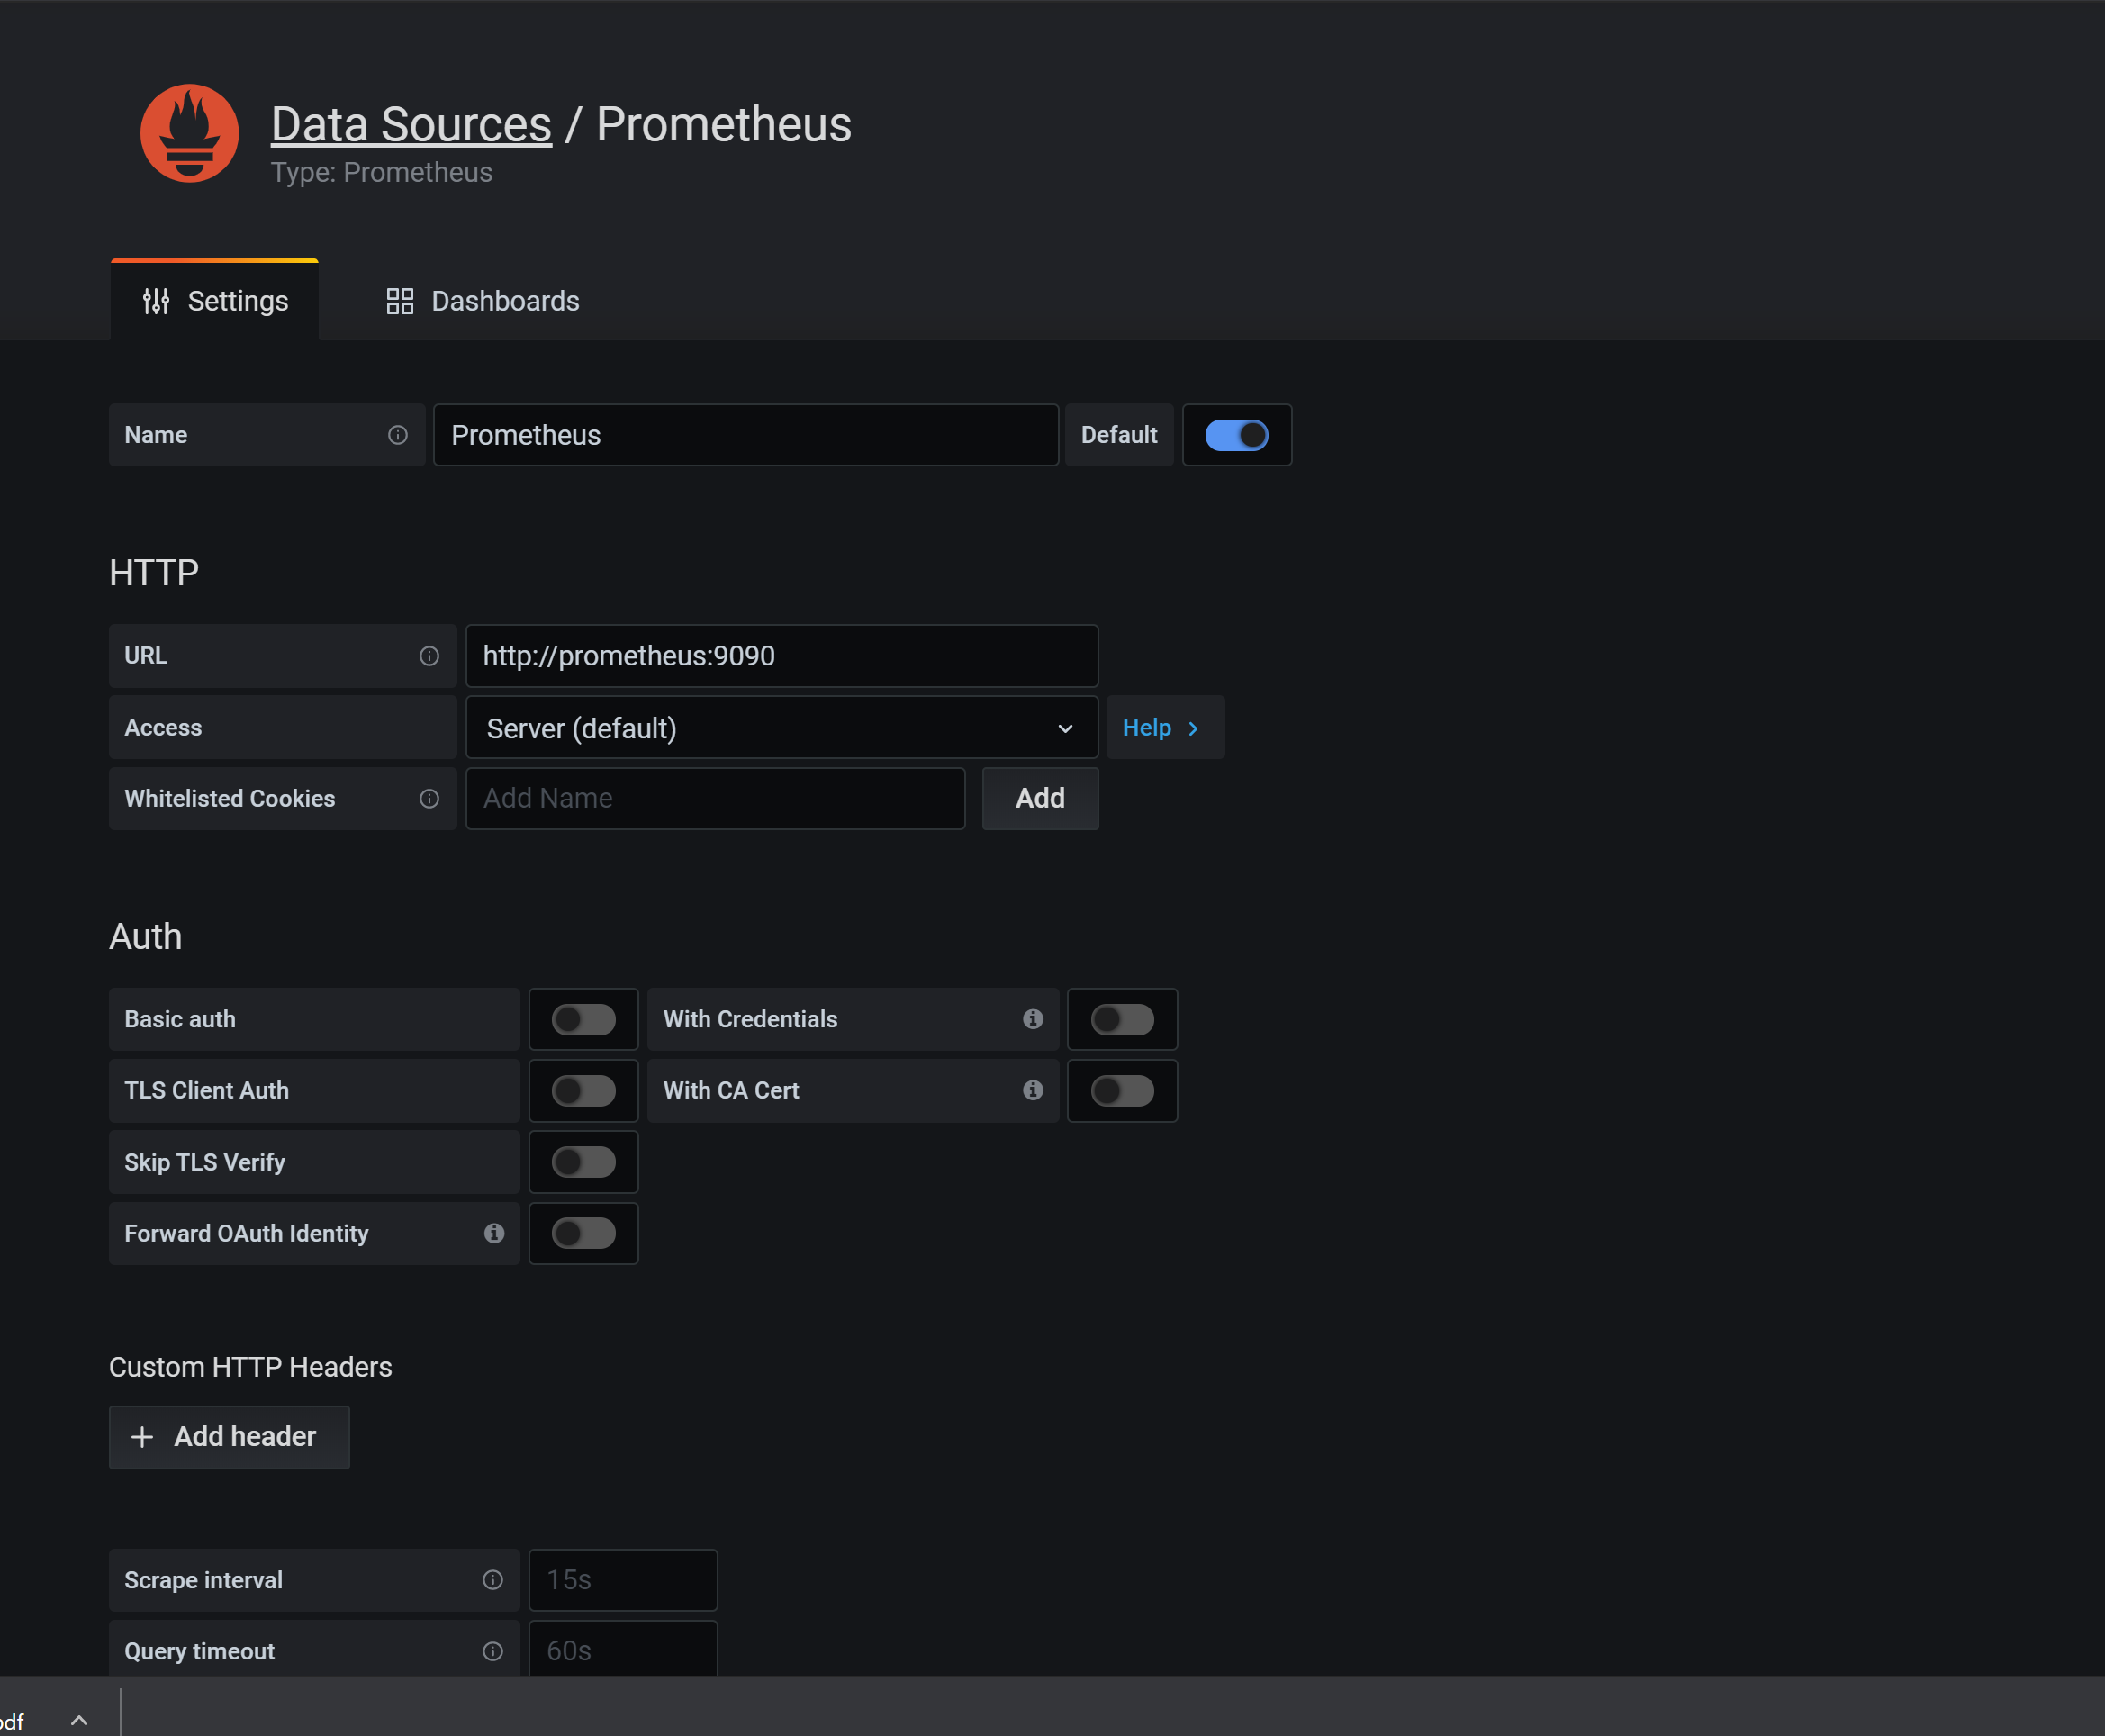 Data Sources / Prometheus
Type: Prometheus
Settings
Dashboards
Name Prometheus Default
HTTP
URL http://prometheus:9090
Access Server (default) Help
Whitelisted Cookies Add Name Add
Auth
Basic auth With Credentials
TLS Client Auth With CA Cert
Skip TLS Verify
Forward OAuth Identity
Custom HTTP Headers
Add header
Scrape interval 15s
Query timeout 60s